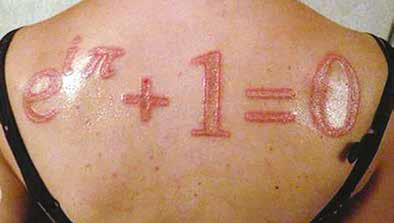 e^{iπ} + 1 = 0